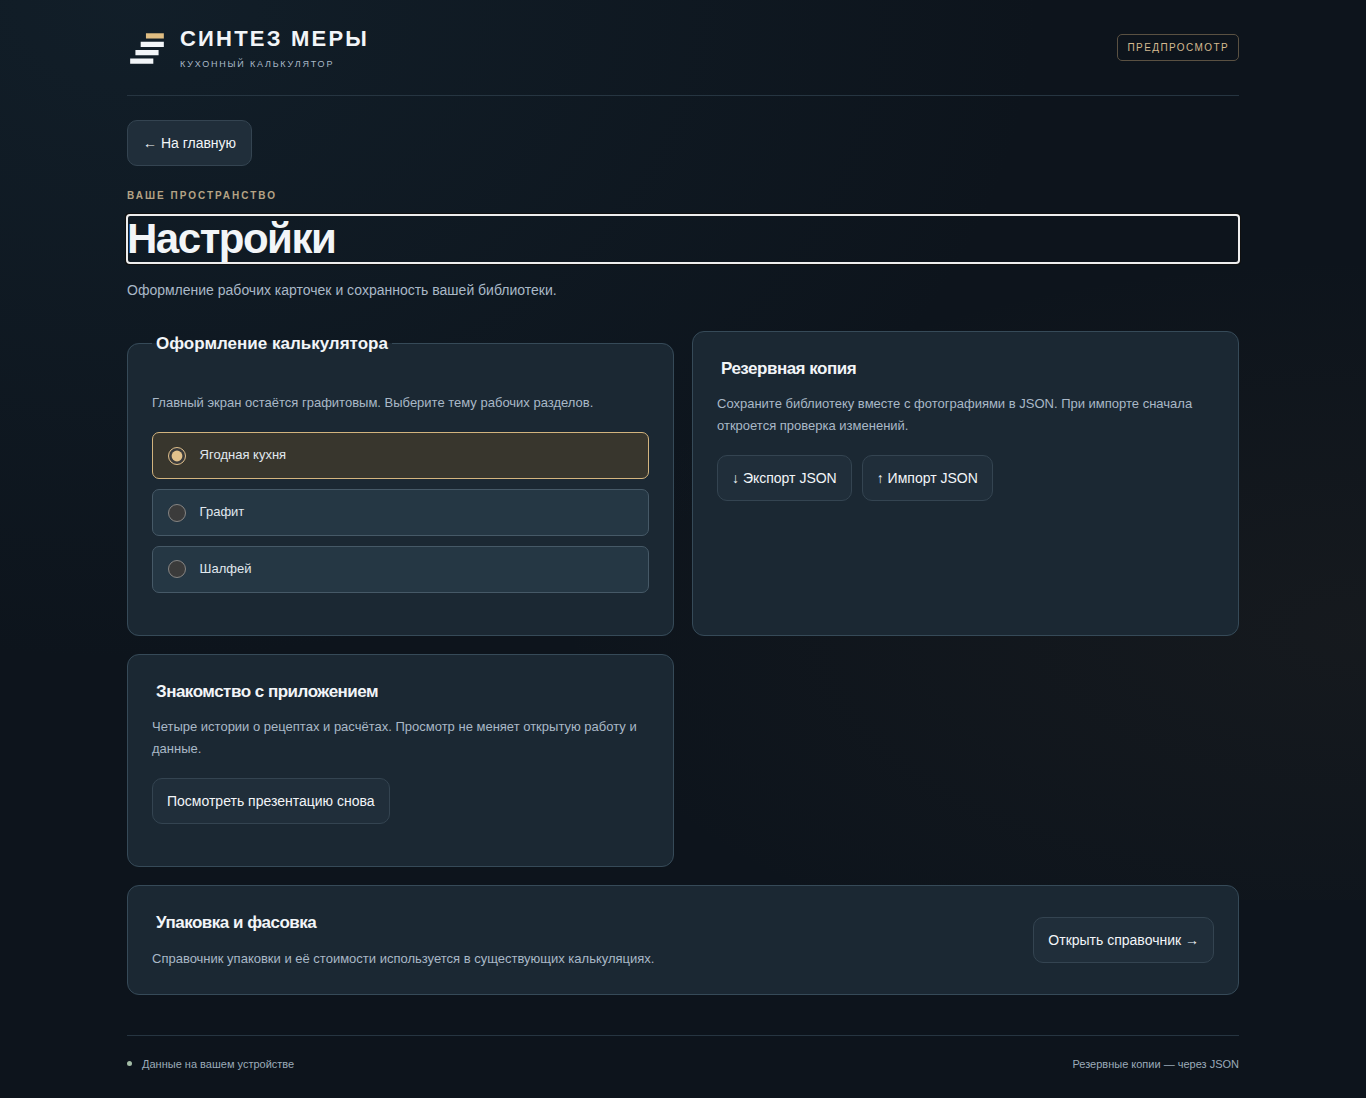 СИНТЕЗ МЕРЫ
КУХОННЫЙ КАЛЬКУЛЯТОР
ПРЕДПРОСМОТР
← На главную
ВАШЕ ПРОСТРАНСТВО
Настройки
Оформление рабочих карточек и сохранность вашей библиотеки.
Оформление калькулятора
Главный экран остаётся графитовым. Выберите тему рабочих разделов.
Ягодная кухня
Графит
Шалфей
Резервная копия
Сохраните библиотеку вместе с фотографиями в JSON. При импорте сначала
откроется проверка изменений.
↓ Экспорт JSON
↑ Импорт JSON
Знакомство с приложением
Четыре истории о рецептах и расчётах. Просмотр не меняет открытую работу и
данные.
Посмотреть презентацию снова
Упаковка и фасовка
Справочник упаковки и её стоимости используется в существующих калькуляциях.
Открыть справочник →
Данные на вашем устройстве
Резервные копии — через JSON